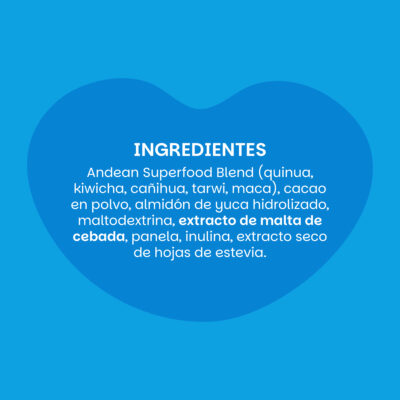 INGREDIENTES
Andean Superfood Blend (quinua,
kiwicha, cañihua, tarwi, maca), cacao
en polvo, almidón de yuca hidrolizado,
maltodextrina, extracto de malta de
cebada, panela, inulina, extracto seco
de hojas de estevia.